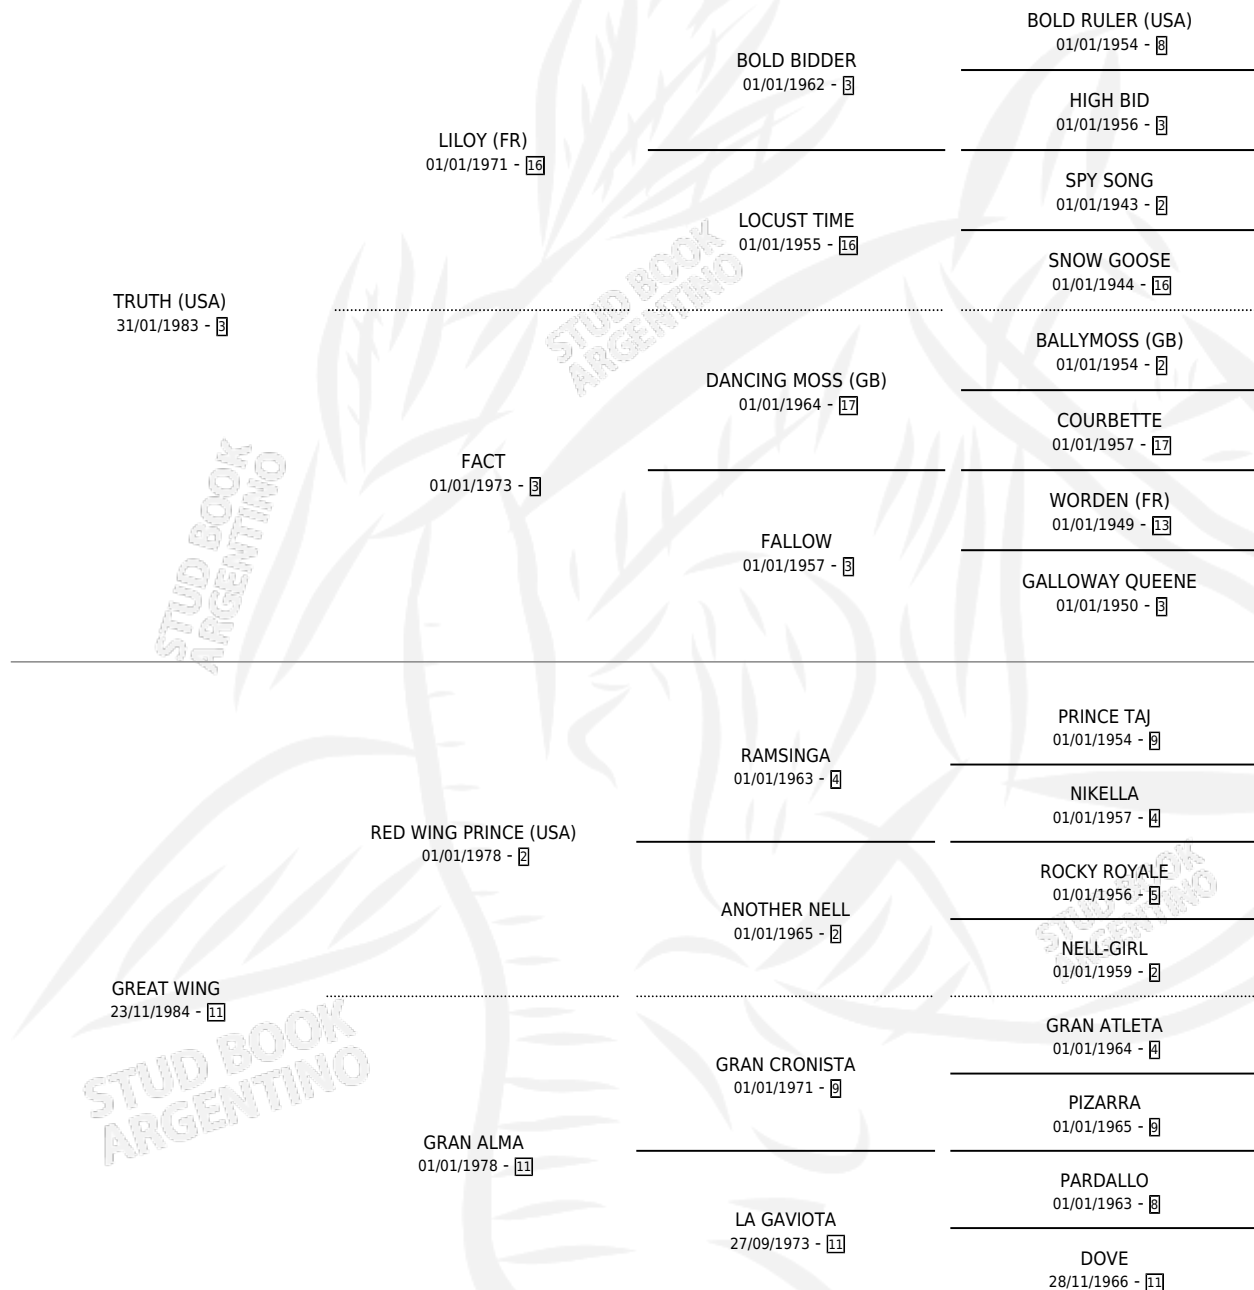 BOLD RULER (USA)
01/01/1954 - 8
BOLD BIDDER
01/01/1962 - 3
HIGH BID
01/01/1956 - 3
LILOY (FR)
01/01/1971 - 16
SPY SONG
01/01/1943 - 2
LOCUST TIME
01/01/1955 - 16
SNOW GOOSE
01/01/1944 - 16
TRUTH (USA)
31/01/1983 - 3
STUD BOOK
ARGENTINO
BALLYMOSS (GB)
01/01/1954 - 2
DANCING MOSS (GB)
01/01/1964 - 17
COURBETTE
01/01/1957 - 17
FACT
01/01/1973 - 3
WORDEN (FR)
01/01/1949 - 13
FALLOW
01/01/1957 - 3
GALLOWAY QUEENE
01/01/1950 - 3
STUD BOOK
ARGENTINO
PRINCE TAJ
01/01/1954 - 9
RAMSINGA
01/01/1963 - 4
NIKELLA
01/01/1957 - 4
RED WING PRINCE (USA)
01/01/1978 - 2
ROCKY ROYALE
01/01/1956 - 5
STUD BOOK
ARGENTINO
ANOTHER NELL
01/01/1965 - 2
NELL-GIRL
01/01/1959 - 2
GREAT WING
23/11/1984 - 11
STUD BOOK
ARGENTINO
GRAN ATLETA
01/01/1964 - 4
GRAN CRONISTA
01/01/1971 - 9
PIZARRA
01/01/1965 - 9
GRAN ALMA
01/01/1978 - 11
PARDALLO
01/01/1963 - 8
LA GAVIOTA
27/09/1973 - 11
DOVE
28/11/1966 - 11